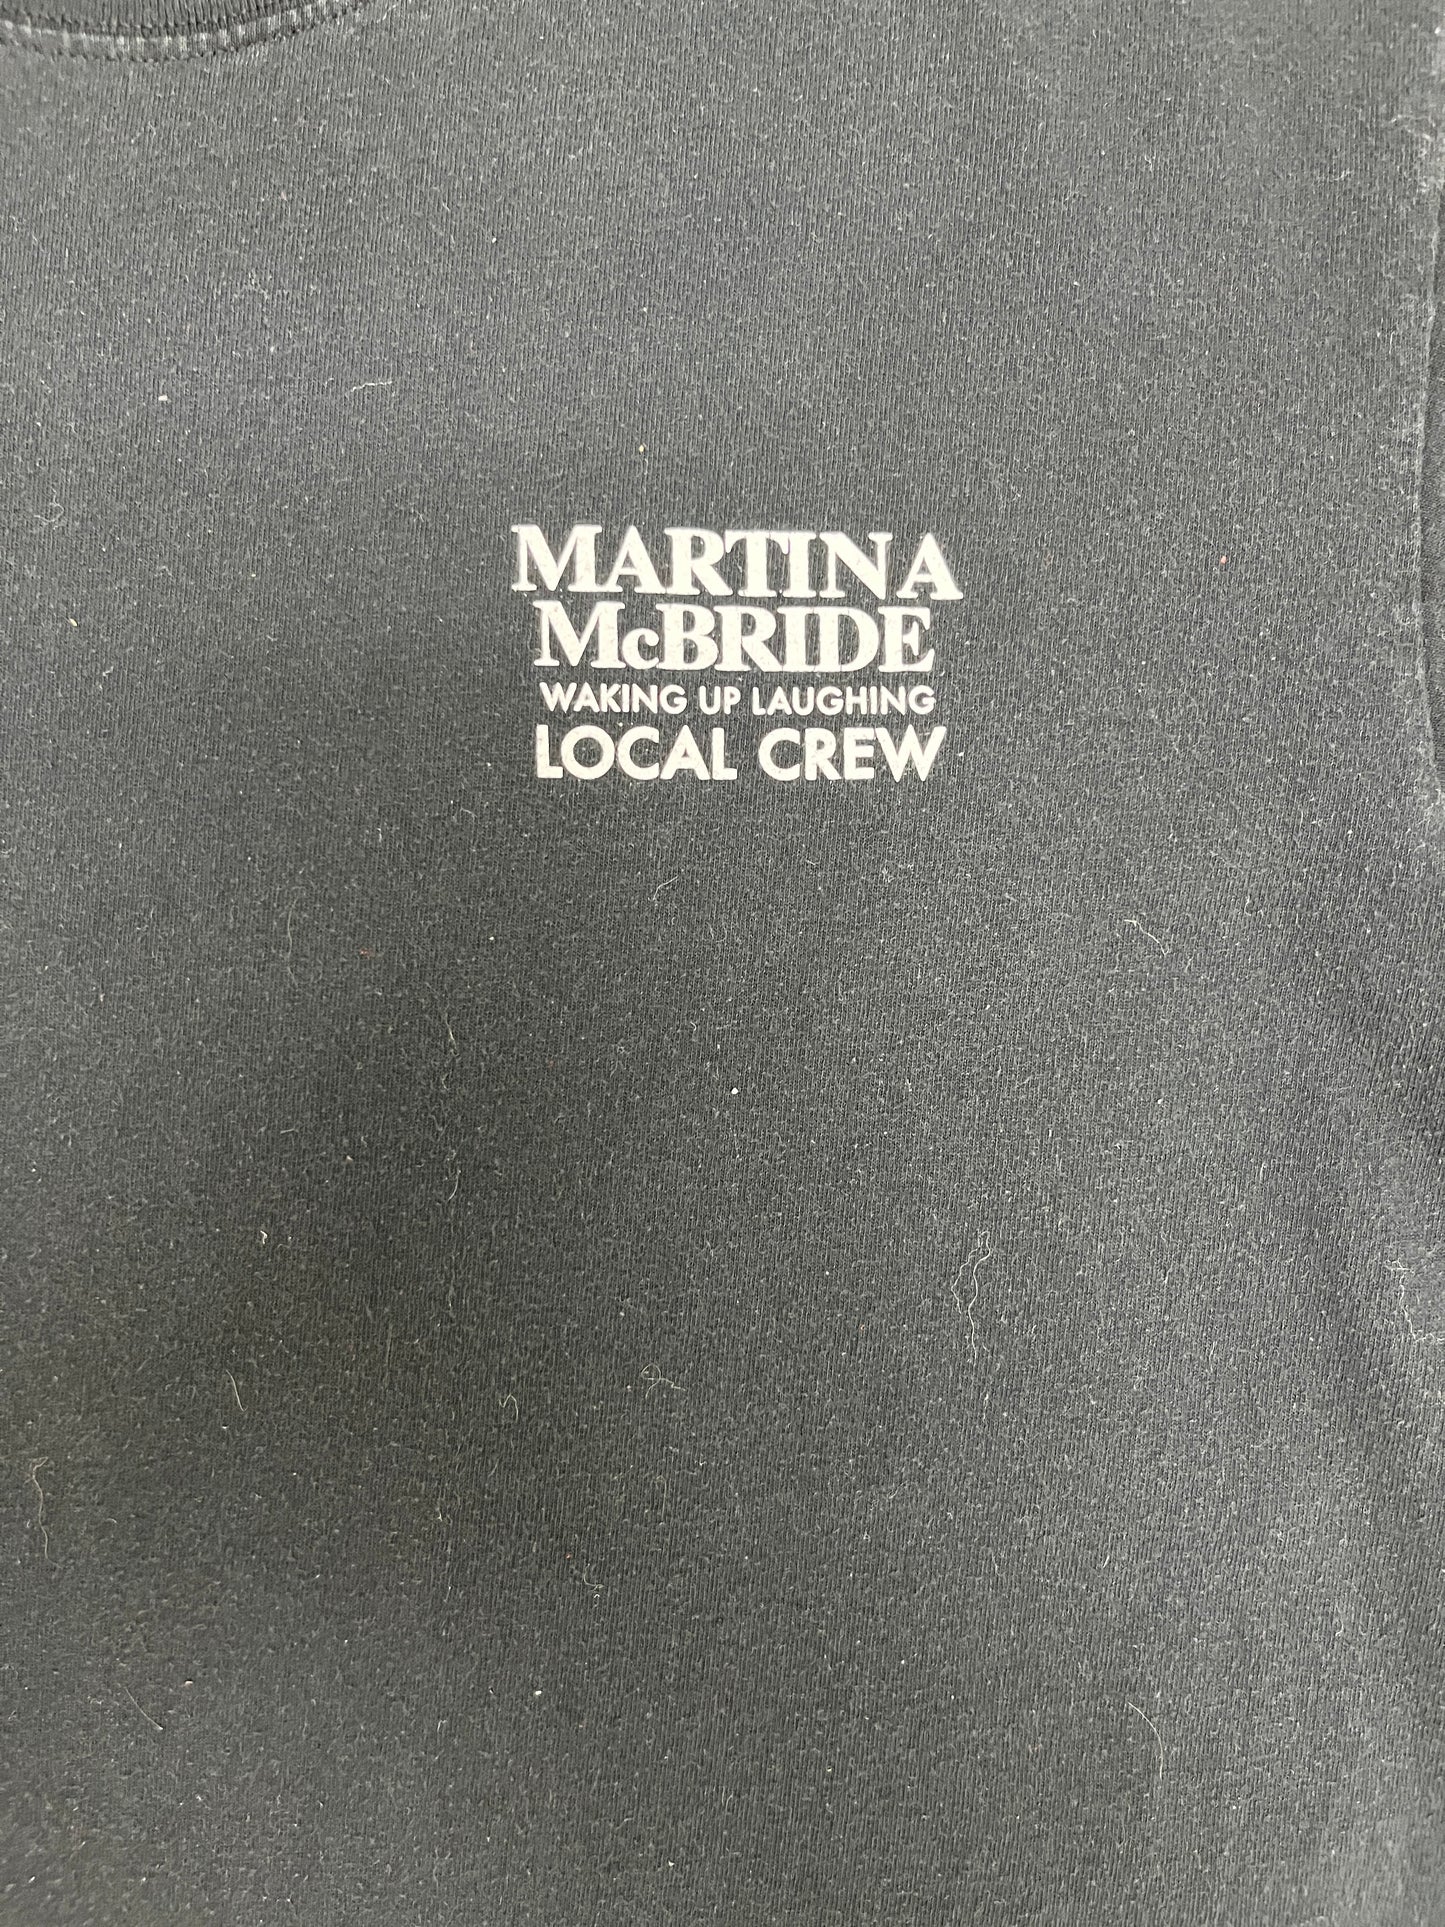 MARTINA
McBRIDE
WAKING UP LAUGHING
LOCAL CREW